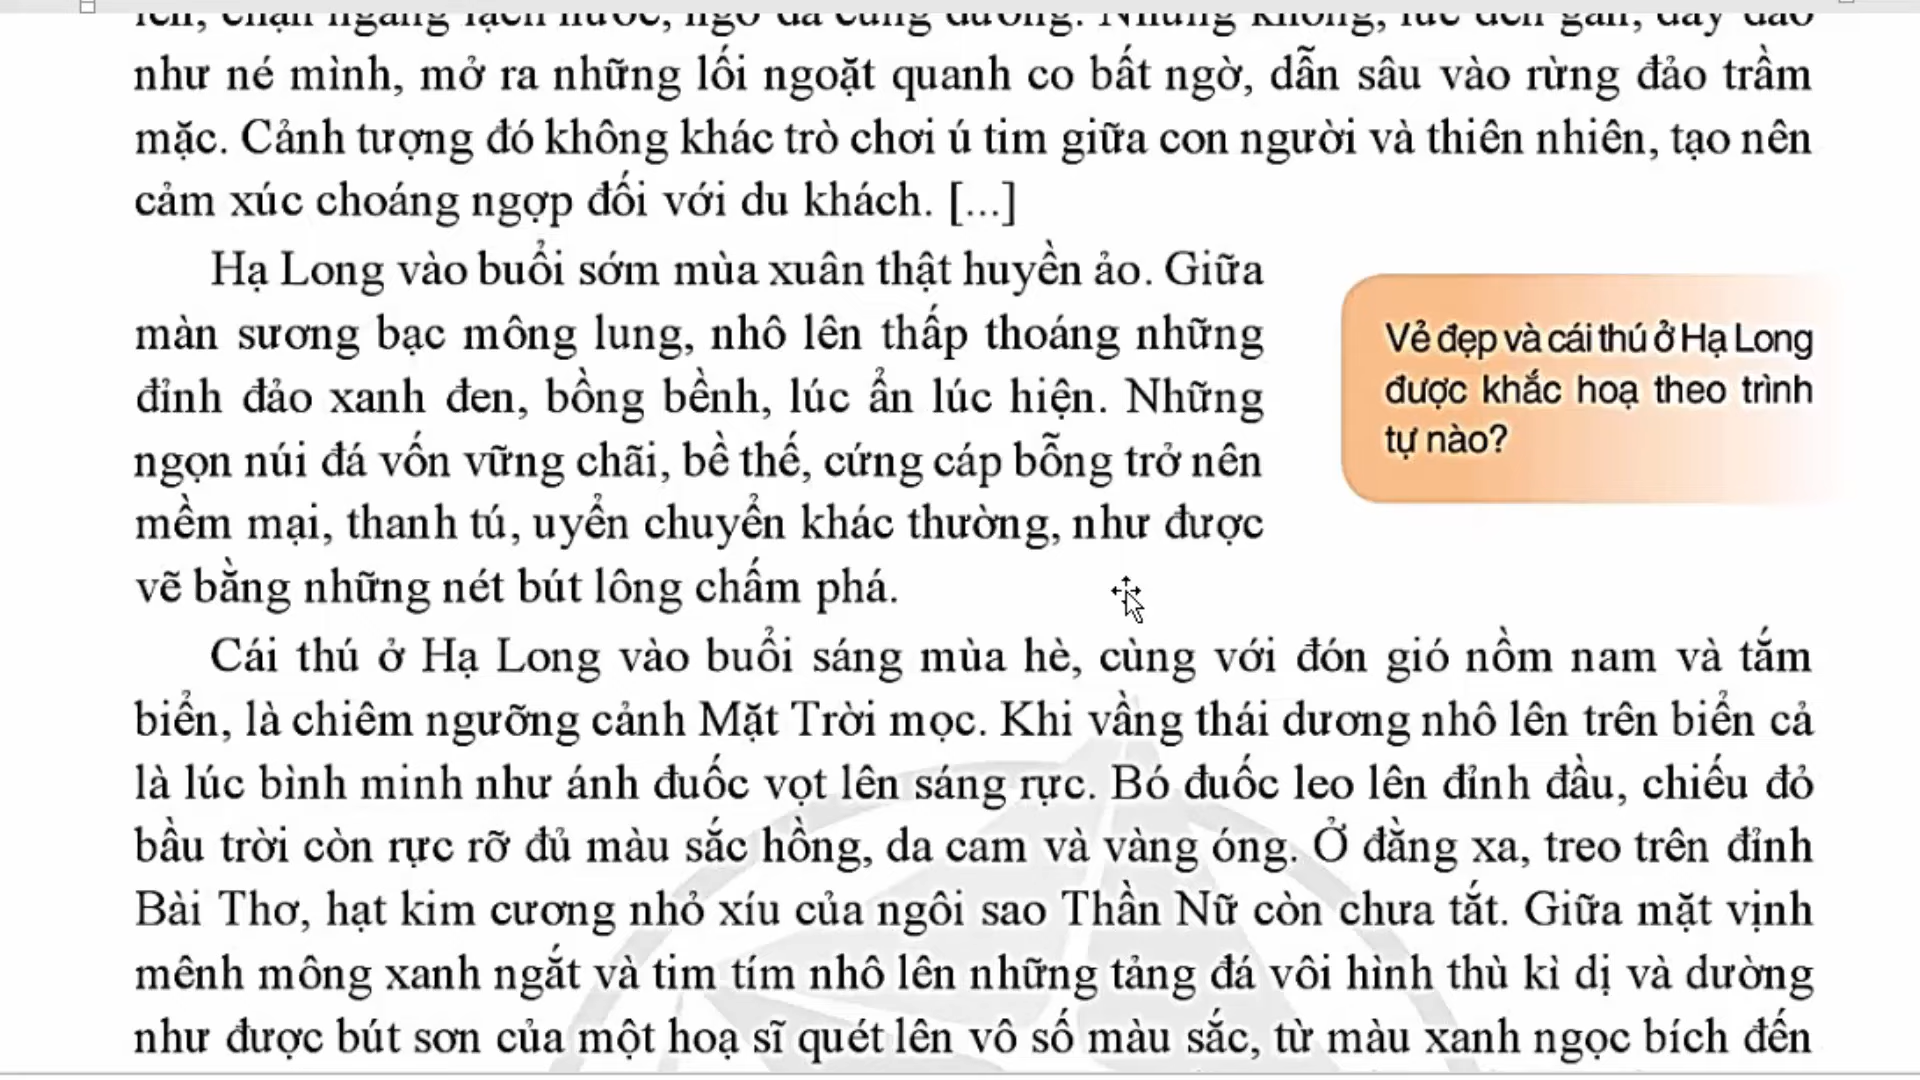 như né mình, mở ra những lối ngoặt quanh co bất ngờ, dẫn sâu vào rừng đảo trầm
mặc. Cảnh tượng đó không khác trò chơi ú tim giữa con người và thiên nhiên, tạo nên
cảm xúc choáng ngợp đối với du khách. [...]
Hạ Long vào buổi sớm mùa xuân thật huyền ảo. Giữa
màn sương bạc mông lung, nhô lên thấp thoáng những
đỉnh đảo xanh đen, bồng bềnh, lúc ẩn lúc hiện. Những
ngọn núi đá vốn vững chãi, bề thế, cứng cáp bỗng trở nên
mềm mại, thanh tú, uyển chuyển khác thường, như được
vẽ bằng những nét bút lông chấm phá.
Vẻ đẹp và cái thú ở Hạ Long
được khắc hoạ theo trình
tự nào?
Cái thú ở Hạ Long vào buổi sáng mùa hè, cùng với đón gió nồm nam và tắm
biển, là chiêm ngưỡng cảnh Mặt Trời mọc. Khi vầng thái dương nhô lên trên biển cả
là lúc bình minh như ánh đuốc vọt lên sáng rực. Bó đuốc leo lên đỉnh đầu, chiếu đỏ
bầu trời còn rực rỡ đủ màu sắc hồng, da cam và vàng óng. Ở đằng xa, treo trên đỉnh
Bài Thơ, hạt kim cương nhỏ xíu của ngôi sao Thần Nữ còn chưa tắt. Giữa mặt vịnh
mênh mông xanh ngắt và tim tím nhô lên những tảng đá vôi hình thù kì dị và dường
như được bút sơn của một hoạ sĩ quét lên vô số màu sắc, từ màu xanh ngọc bích đến